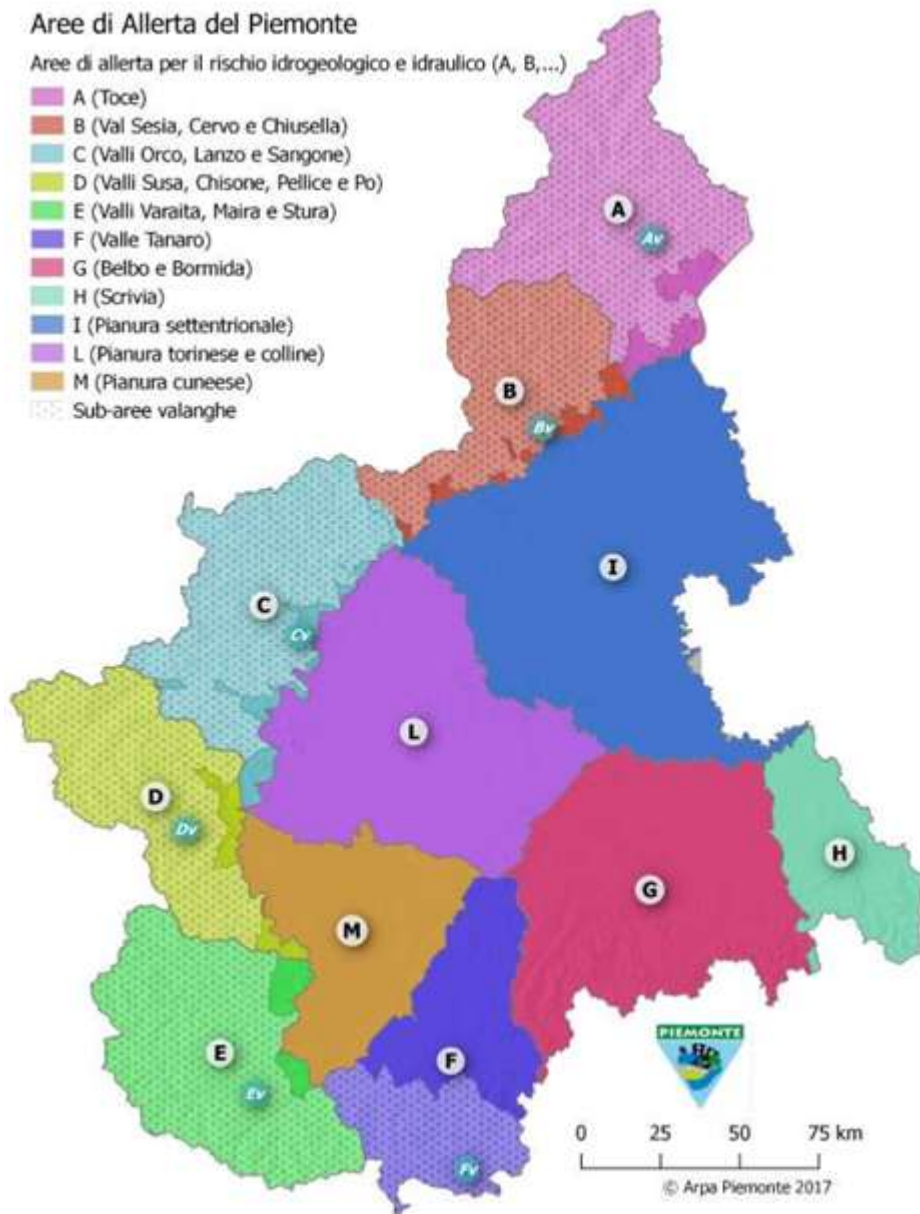 Aree di Allerta del Piemonte
Aree di allerta per il rischio idrogeologico e idraulico (A, B,...)
A (Toce)
B (Val Sesia, Cervo e Chiusella)
C (Valli Orco, Lanzo e Sangone)
D (Valli Susa, Chisone, Pellice e Po)
E (Valli Varaita, Maira e Stura)
F (Valle Tanaro)
G (Belbo e Bormida)
H (Scrivia)
I (Pianura settentrionale)
L (Pianura torinese e colline)
M (Pianura cuneese)
Sub-aree valanghe
A
Av
B
Bv
I
C
Cv
L
D
Dv
H
G
M
E
F
Ev
Fv
PIEMONTE
0 25 50 75 km
© Arpa Piemonte 2017